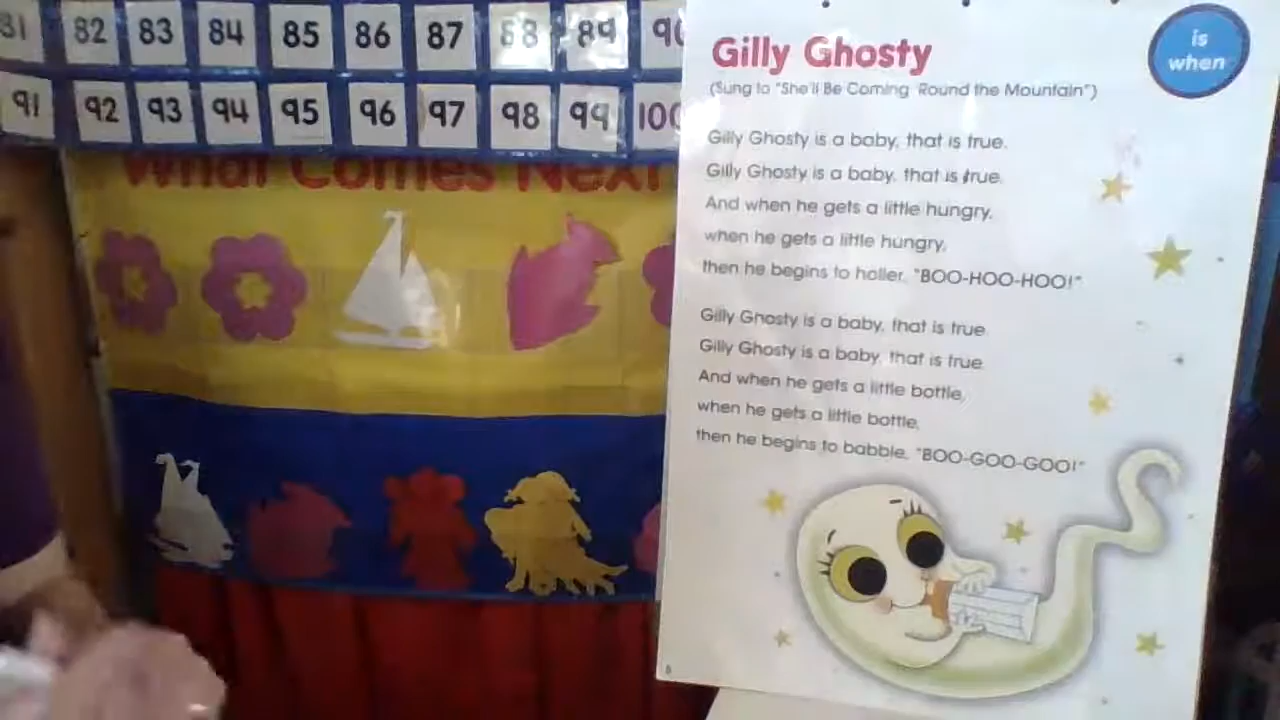 81 82 83 84 85 86 87 88 89 90
91 92 93 94 95 96 97 98 99 100
What Comes Next
Gilly Ghosty
is
when
(Sung to "She'll Be Coming 'Round the Mountain")
Gilly Ghosty is a baby, that is true.
Gilly Ghosty is a baby, that is true.
And when he gets a little hungry,
when he gets a little hungry,
then he begins to holler, "BOO-HOO-HOO!"
Gilly Ghosty is a baby, that is true.
Gilly Ghosty is a baby, that is true.
And when he gets a little bottle,
when he gets a little bottle,
then he begins to babble, "BOO-GOO-GOO!"